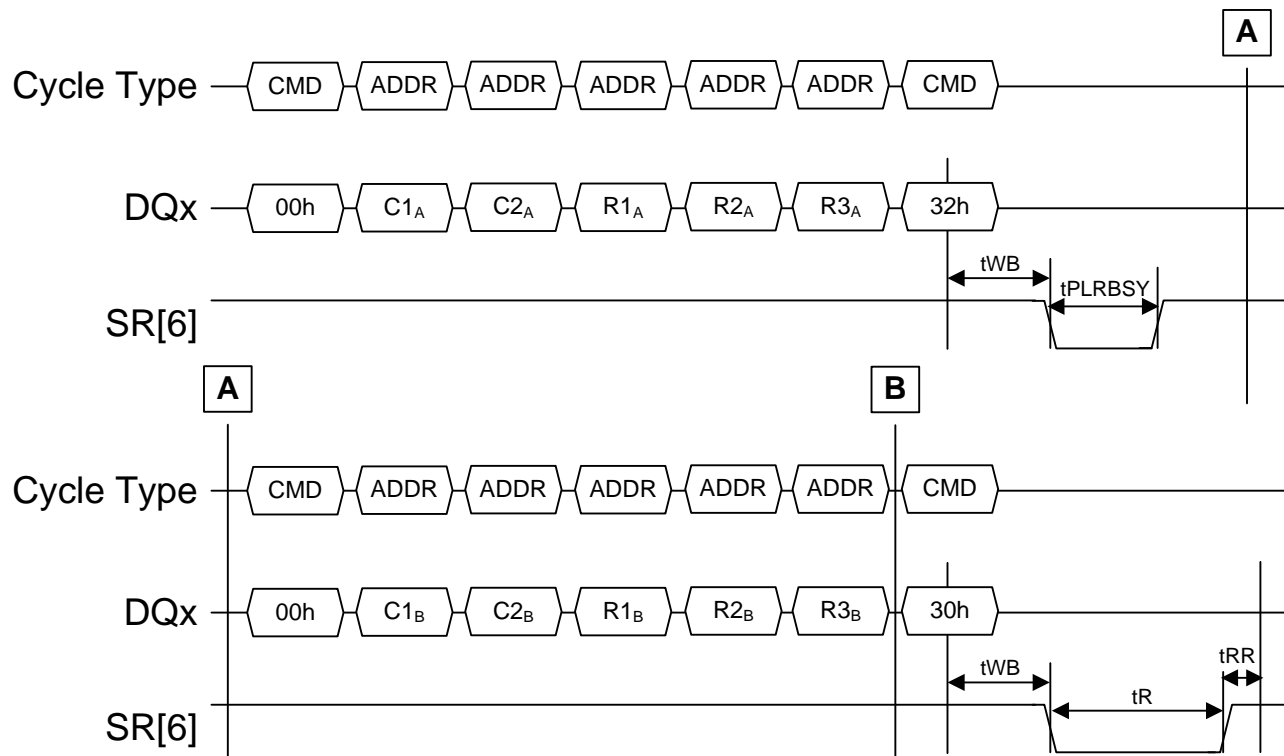 A
Cycle Type CMD ADDR ADDR ADDR ADDR ADDR CMD
DQx 00h C1A C2A R1A R2A R3A 32h
tWB
tPLRBSY
SR[6]
A B
Cycle Type CMD ADDR ADDR ADDR ADDR ADDR CMD
DQx 00h C1B C2B R1B R2B R3B 30h
tWB tR tRR
SR[6]